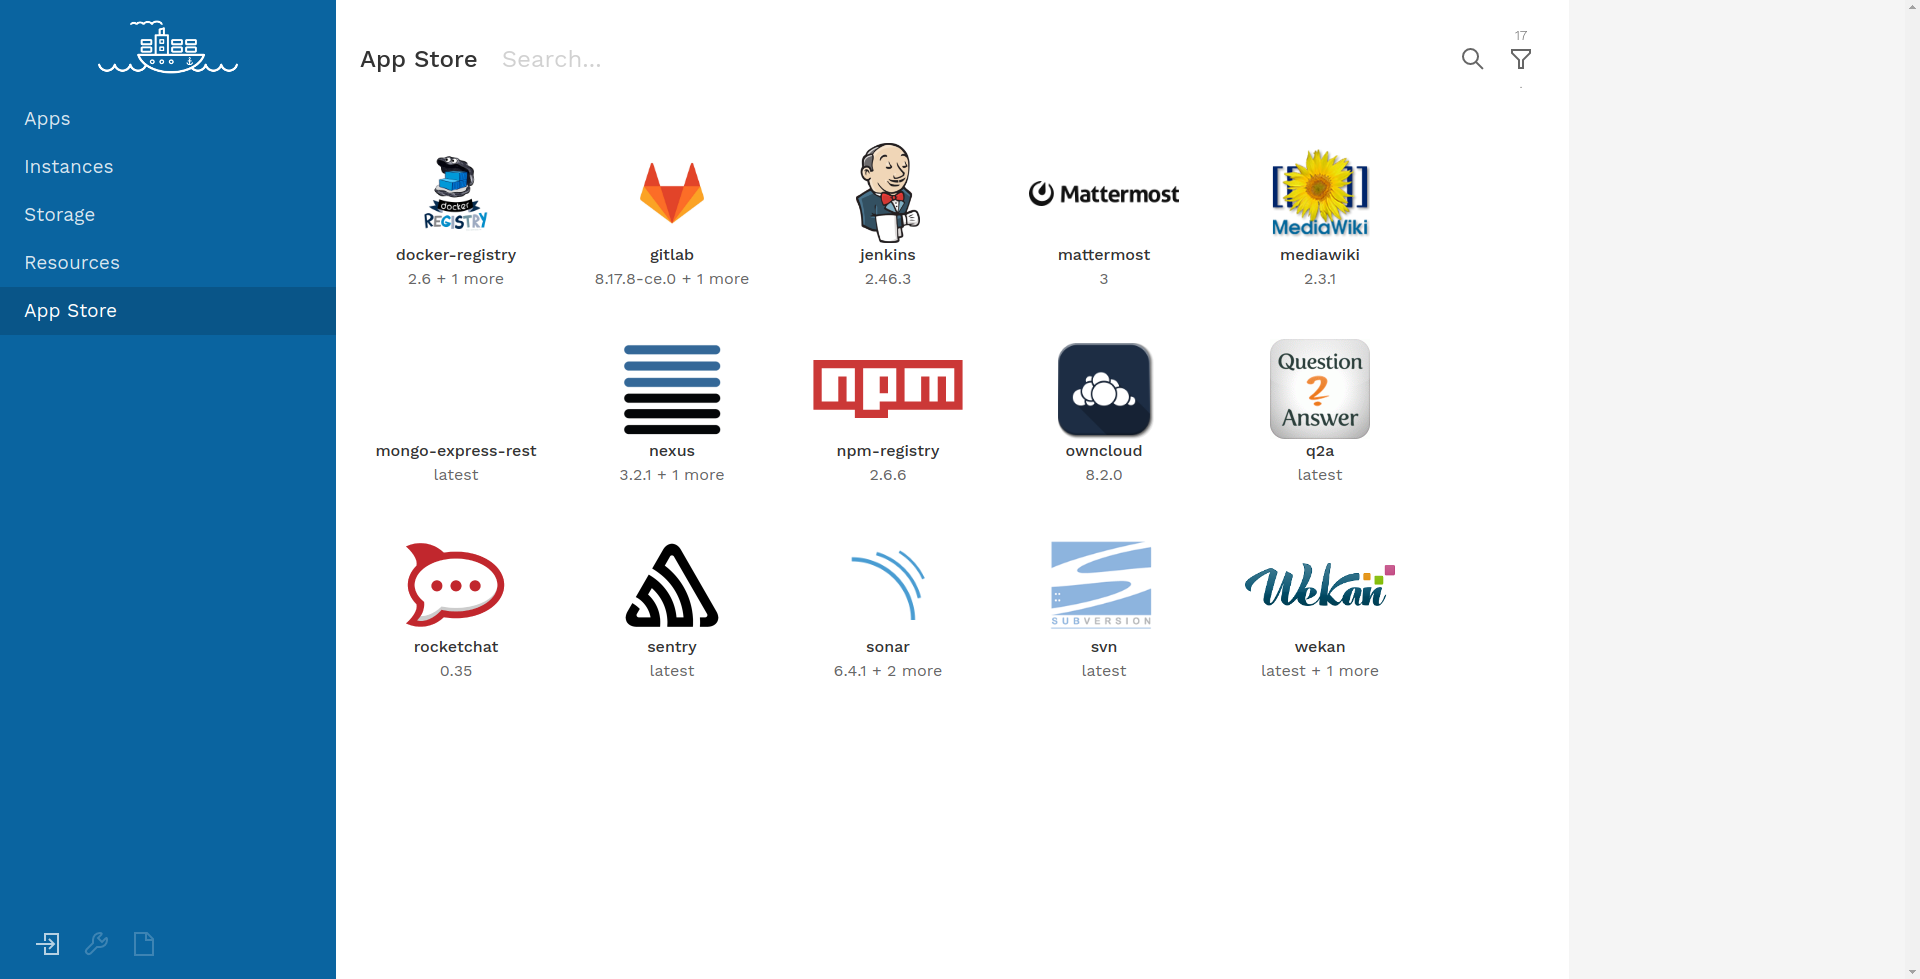 App Store Search...
17
Apps
Instances
Storage
Resources
App Store
docker
REGISTRY
Mattermost
MediaWiki
docker-registry gitlab jenkins mattermost mediawiki
2.6 + 1 more 8.17.8-ce.0 + 1 more 2.46.3 3 2.3.1
npm
Question
?
Answer
mongo-express-rest nexus npm-registry owncloud q2a
latest 3.2.1 + 1 more 2.6.6 8.2.0 latest
SUBVERSION
Wekan
rocketchat sentry sonar svn wekan
0.35 latest 6.4.1 + 2 more latest latest + 1 more